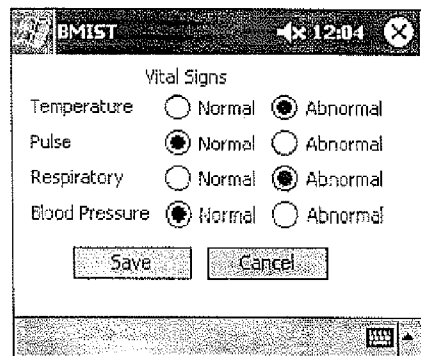 BMIST 12:04
Vital Signs
Temperature Normal Abnormal
Pulse Normal Abnormal
Respiratory Normal Abnormal
Blood Pressure Normal Abnormal
Save Cancel